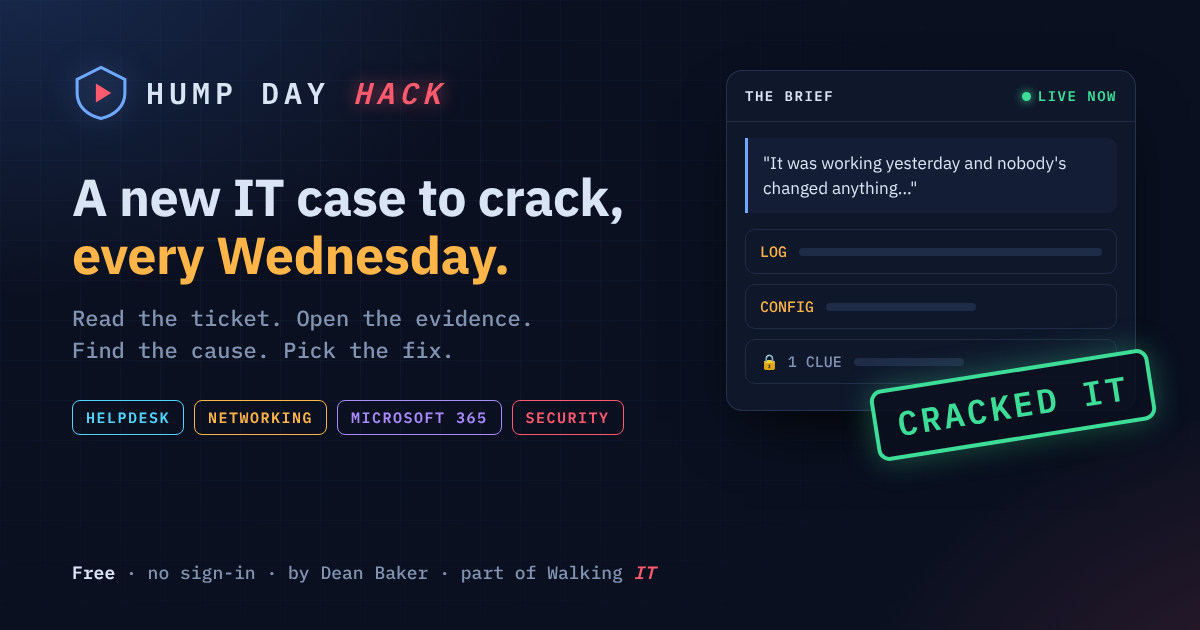 HUMP DAY HACK
A new IT case to crack,
every Wednesday.
Read the ticket. Open the evidence.
Find the cause. Pick the fix.
HELPDESK NETWORKING MICROSOFT 365 SECURITY
Free · no sign-in · by Dean Baker · part of Walking IT
THE BRIEF LIVE NOW
"It was working yesterday and nobody's
changed anything..."
LOG
CONFIG
🔒 1 CLUE
CRACKED IT